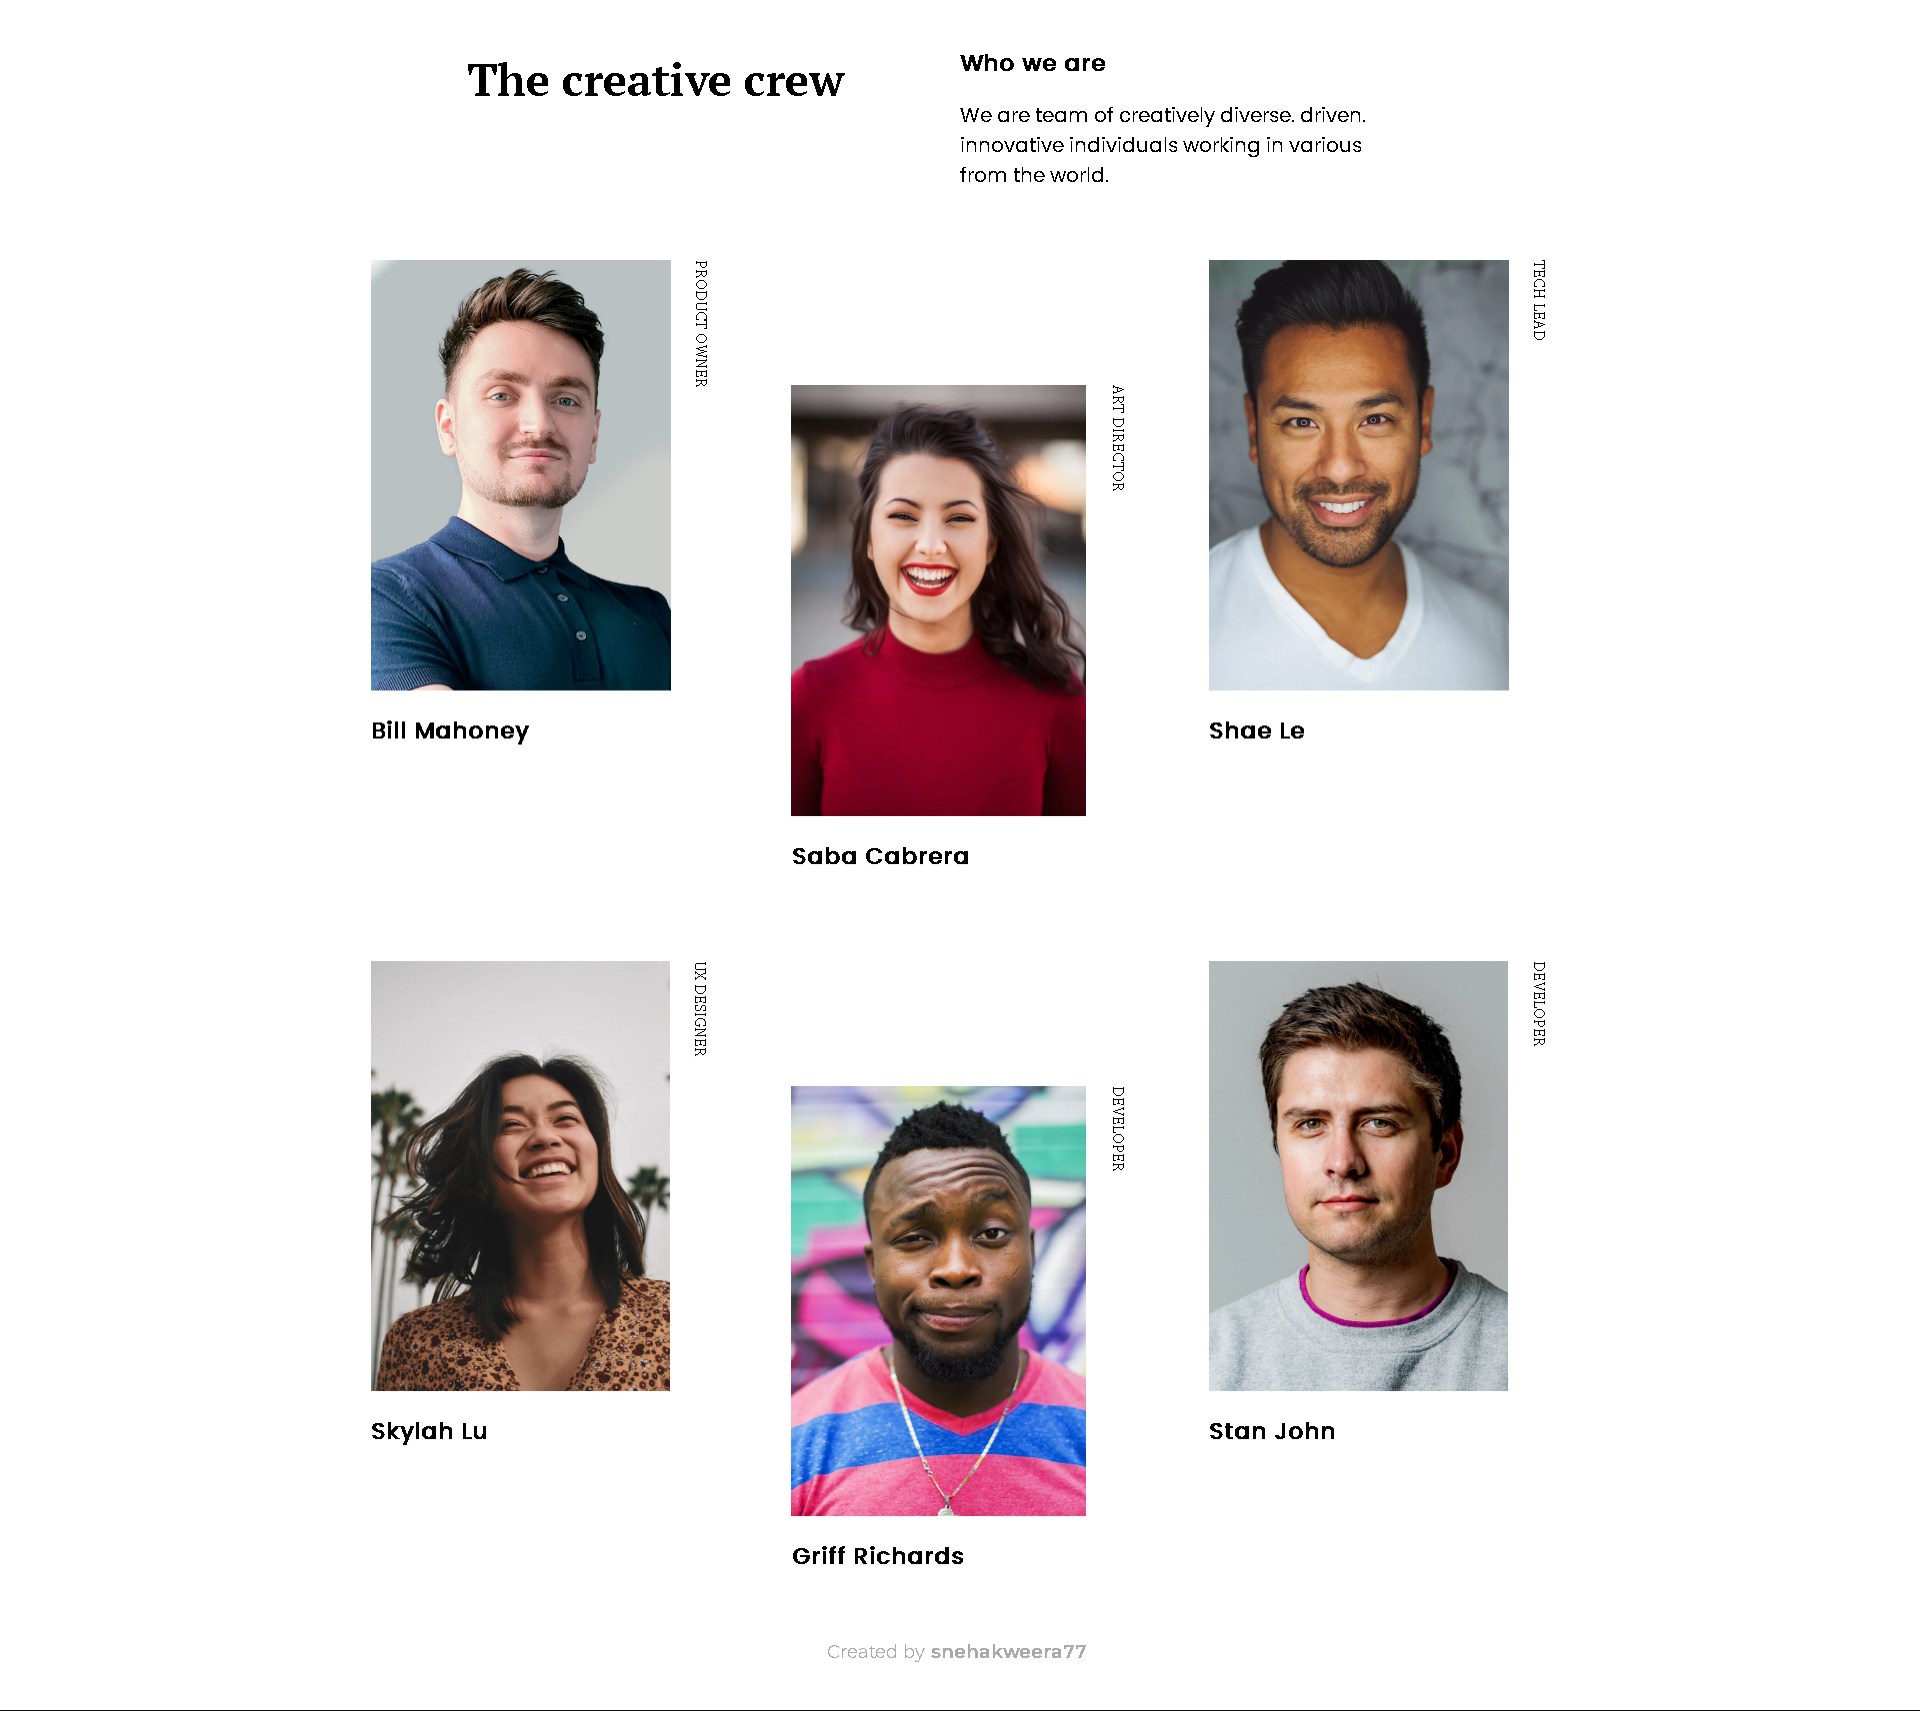 The creative crew
Who we are
We are team of creatively diverse. driven.
innovative individuals working in various
from the world.
PRODUCT OWNER
Bill Mahoney
ART DIRECTOR
Saba Cabrera
TECH LEAD
Shae Le
UX DESIGNER
Skylah Lu
DEVELOPER
Griff Richards
DEVELOPER
Stan John
Created by snehakweera77